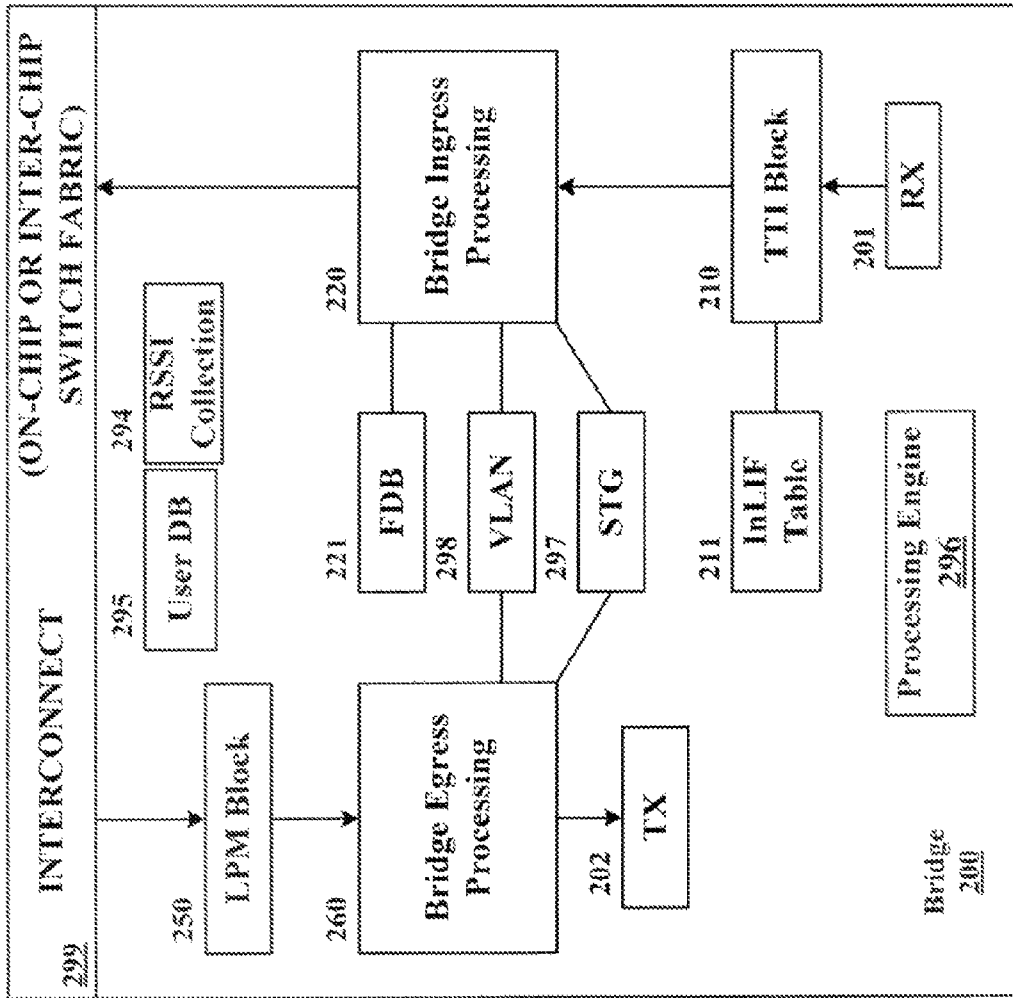 INTERCONNECT
(ON-CHIP OR INTER-CHIP
SWITCH FABRIC)
299
250
LPM Block
295
User DB
294
RSSI
Collection
260
Bridge Egress
Processing
221
FDB
298
VLAN
297
STG
220
Bridge Ingress
Processing
202
TX
211
InLIF
Table
210
TTI Block
201
RX
Bridge
200
Processing Engine
296